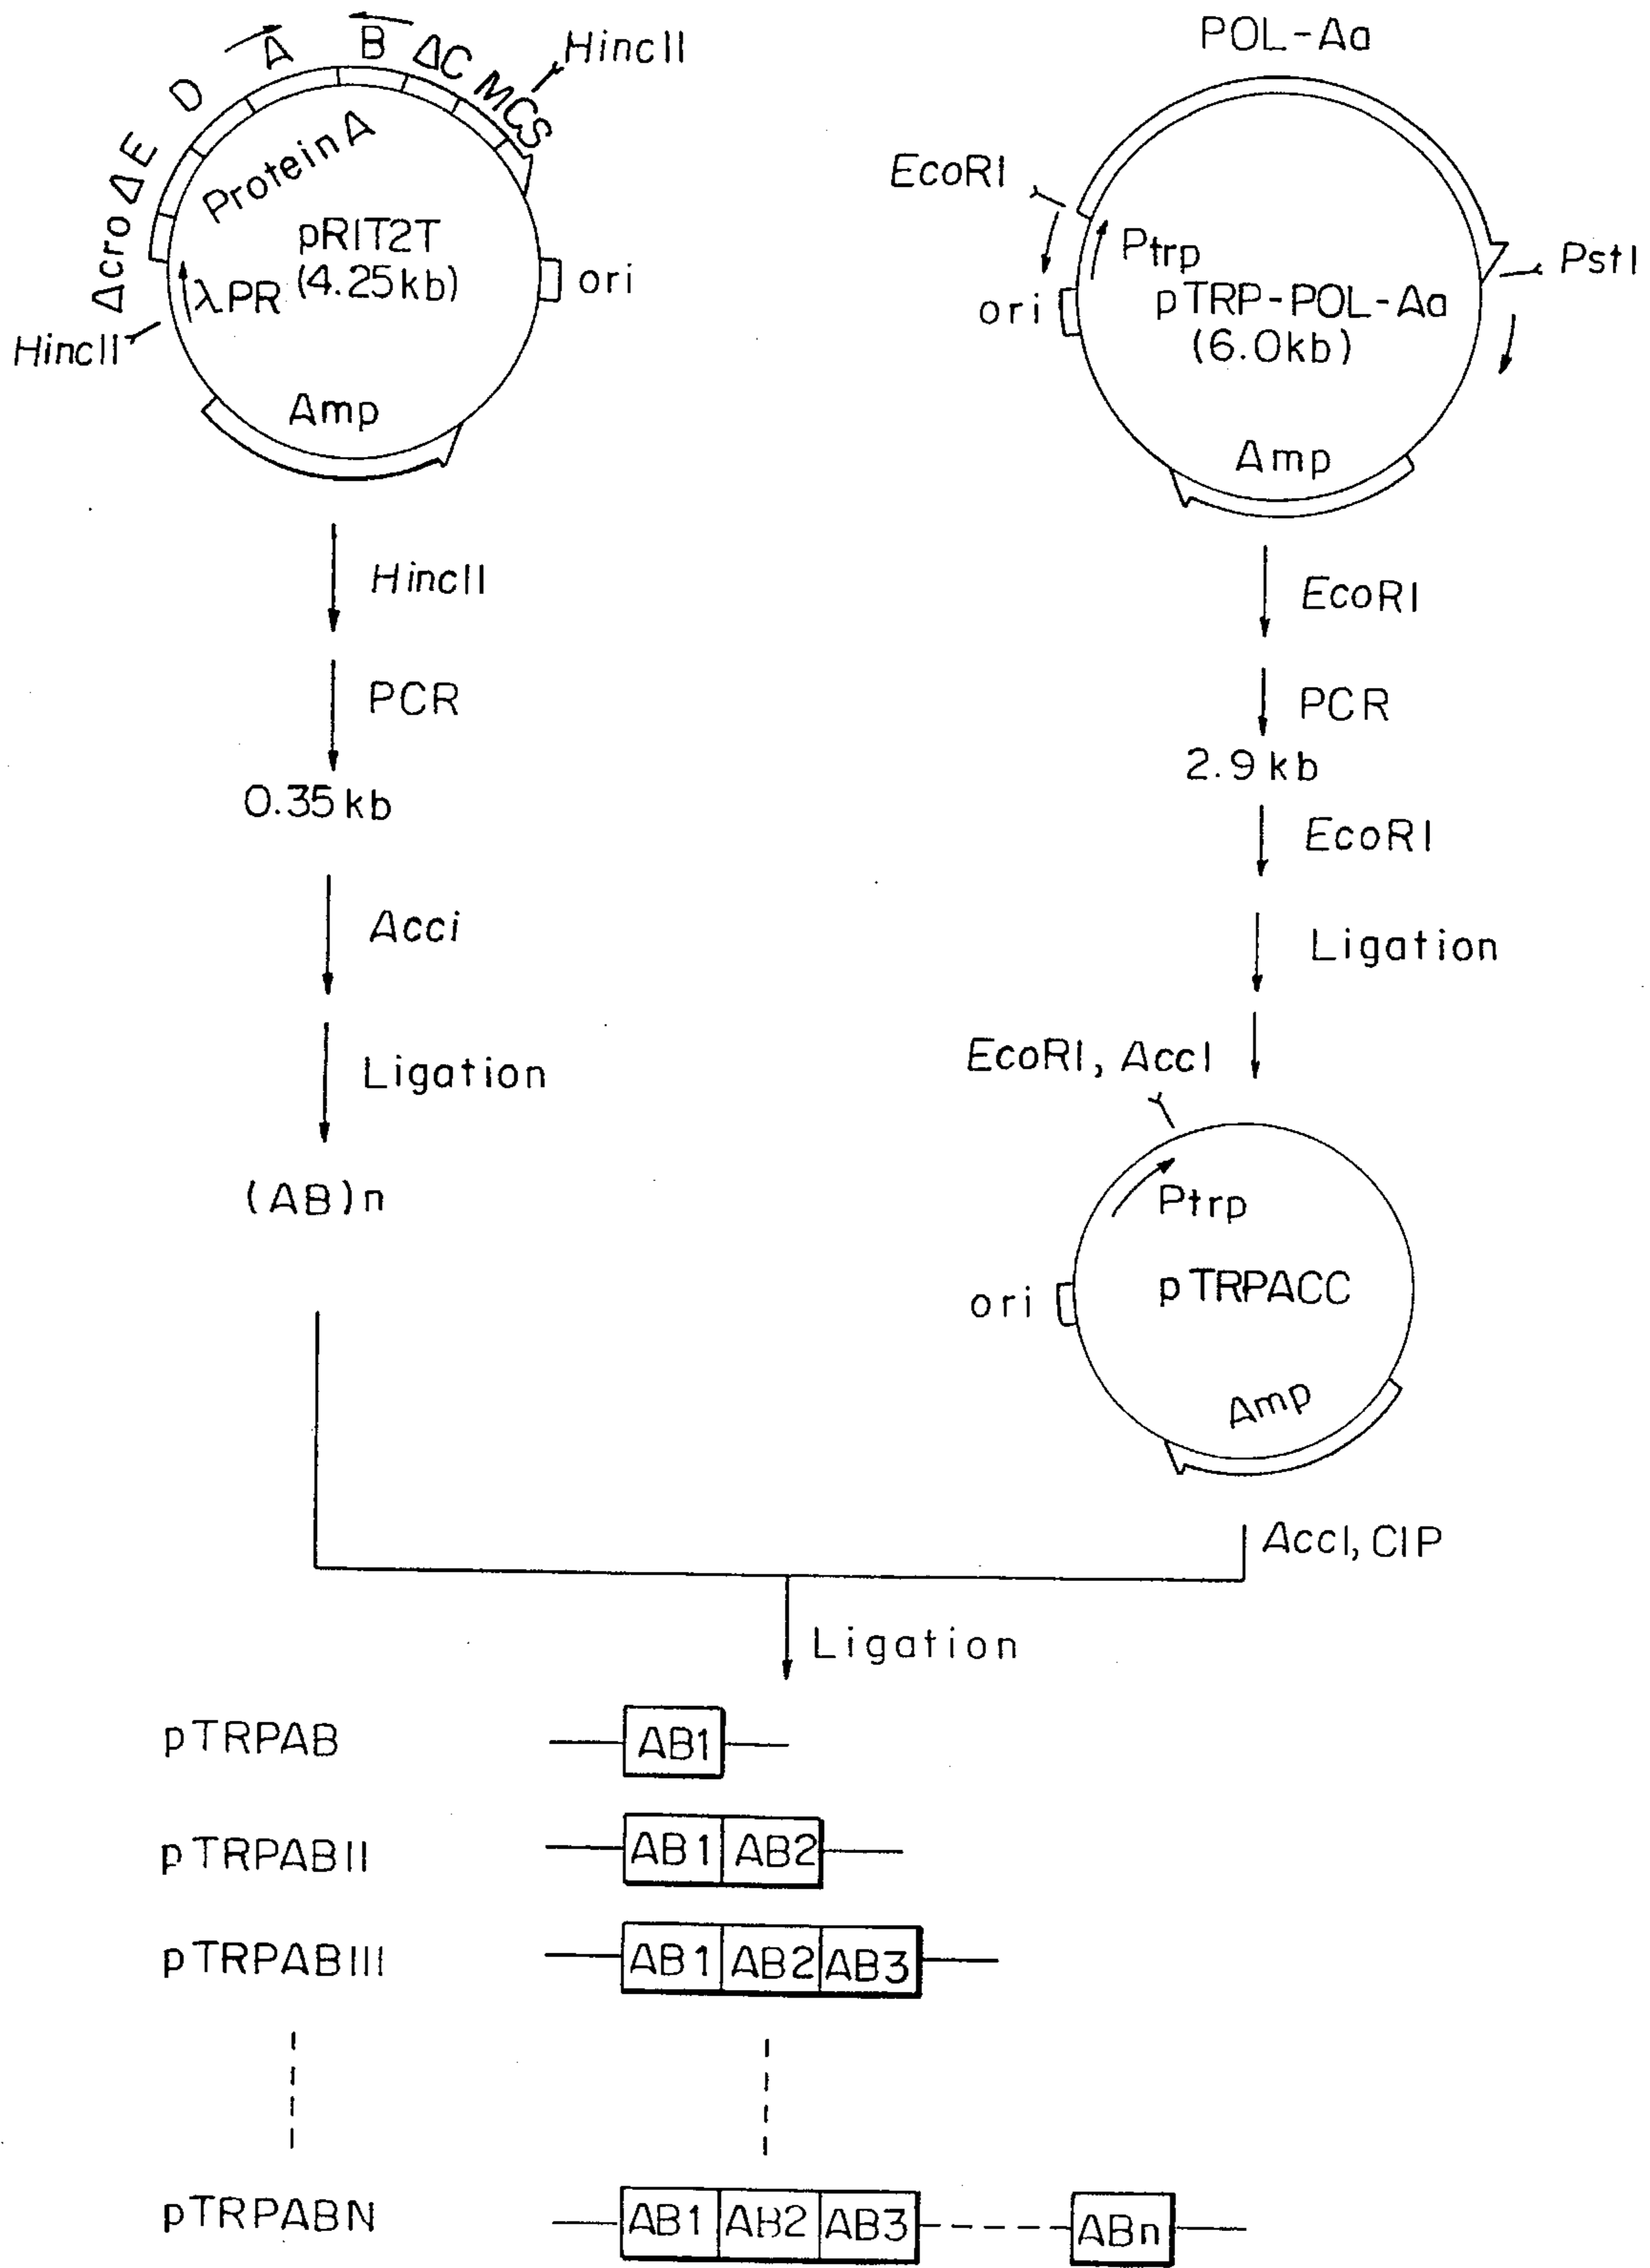 Δcro ΔE D A B ΔC MCS
HincII
Protein A
pRIT2T
(4.25kb)
λPR
ori
HincII
Amp
HincII
PCR
0.35kb
Acci
Ligation
(AB)n
POL-Aa
EcoRI
PstI
Ptrp
pTRP-POL-Aa
(6.0kb)
ori
Amp
EcoRI
PCR
2.9kb
EcoRI
Ligation
EcoRI, AccI
Ptrp
pTRPACC
ori
Amp
AccI, CIP
Ligation
pTRPAB AB1
pTRPABII AB1 AB2
pTRPABIII AB1 AB2 AB3
pTRPABN AB1 AB2 AB3 ABn